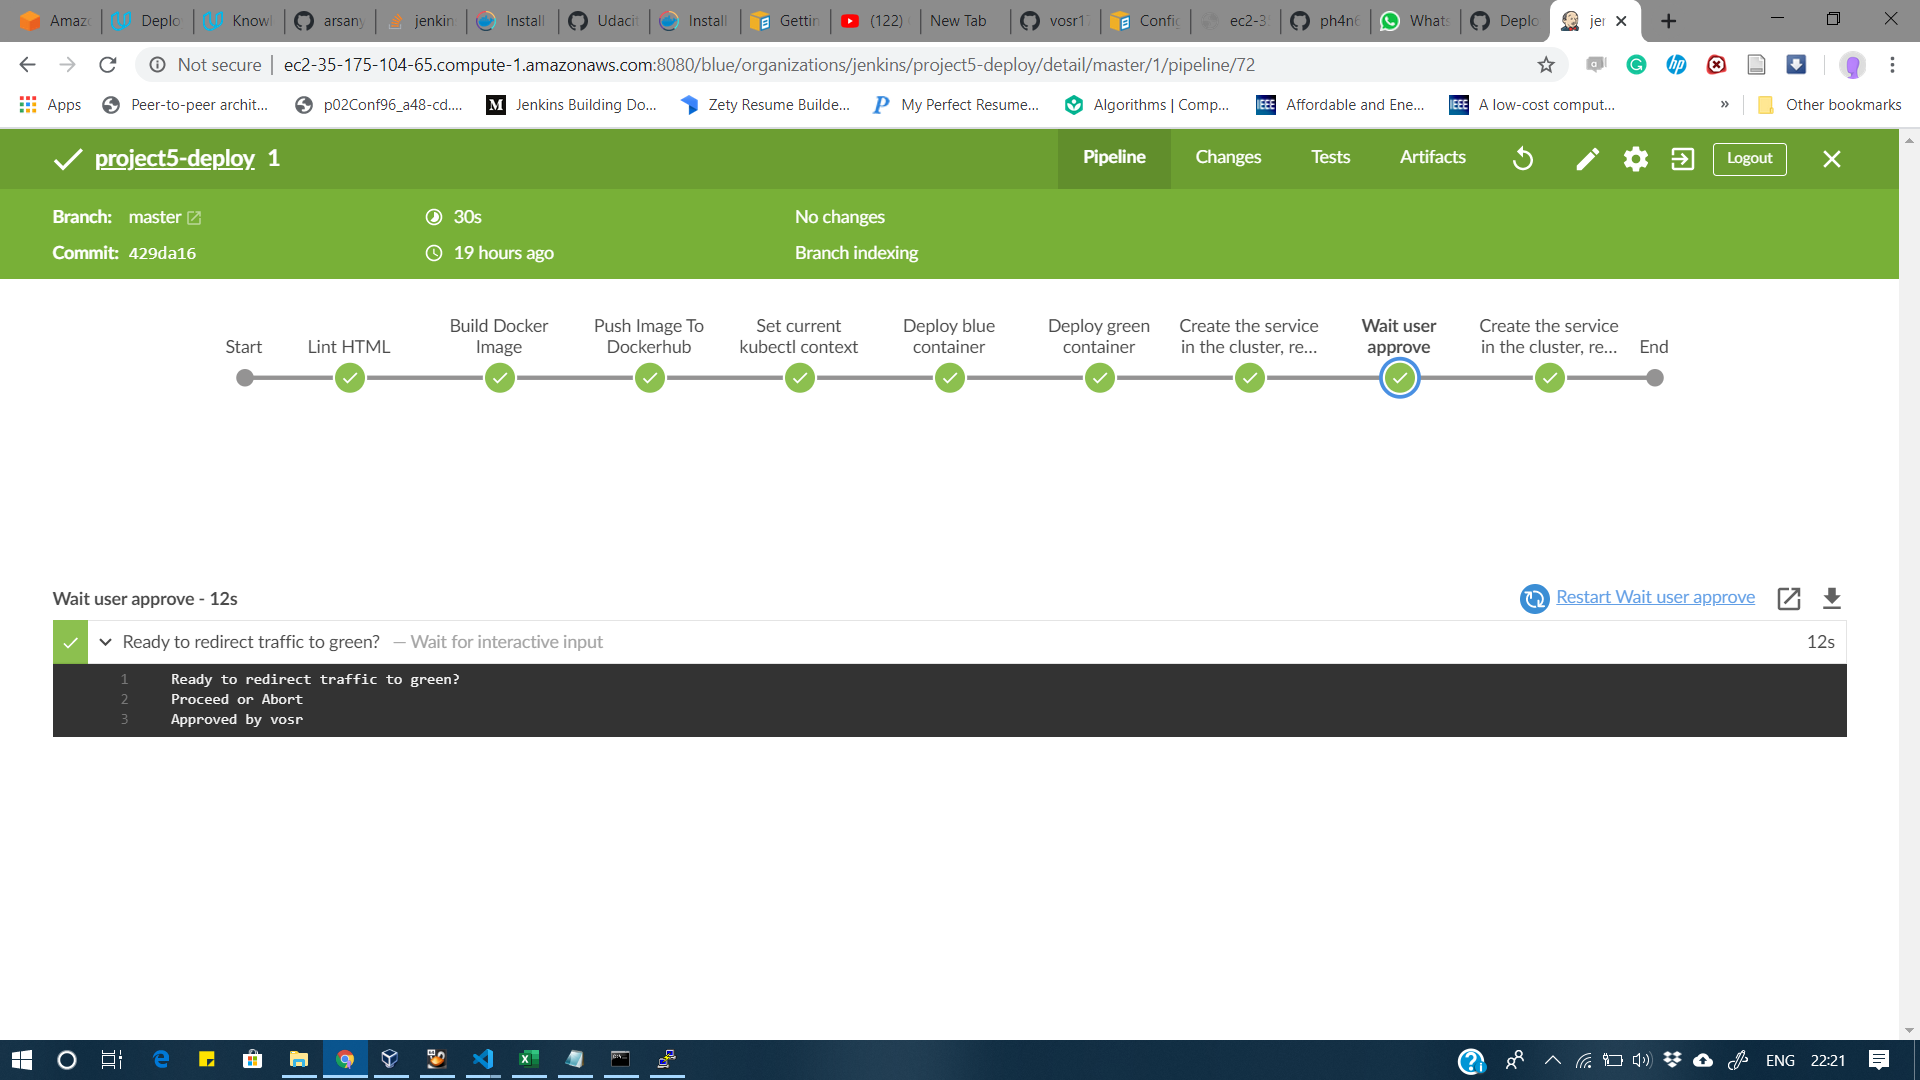 Amazo
Deplo
Knowl
arsany
jenkin
Install
Udacit
Install
Gettin
(122)
New Tab
vosr17
Config
ec2-35
ph4n6
Whats
Deplo
jen
Not secure | ec2-35-175-104-65.compute-1.amazonaws.com:8080/blue/organizations/jenkins/project5-deploy/detail/master/1/pipeline/72
Apps Peer-to-peer archit... p02Conf96_a48-cd.... Jenkins Building Do... Zety Resume Builde... My Perfect Resume... Algorithms | Comp... IEEE Affordable and Ene... IEEE A low-cost comput... » Other bookmarks
project5-deploy 1 Pipeline Changes Tests Artifacts Logout
Branch: master 30s No changes
Commit: 429da16 19 hours ago Branch indexing
Start
Lint HTML
Build Docker
Image
Push Image To
Dockerhub
Set current
kubectl context
Deploy blue
container
Deploy green
container
Create the service
in the cluster, re...
Wait user
approve
Create the service
in the cluster, re...
End
Wait user approve - 12s Restart Wait user approve
Ready to redirect traffic to green? — Wait for interactive input 12s
1 Ready to redirect traffic to green?
2 Proceed or Abort
3 Approved by vosr
ENG 22:21